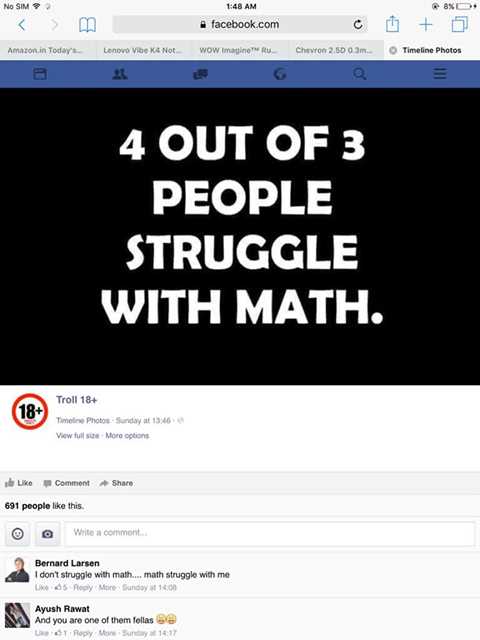 No SIM 1:48 AM 8%
facebook.com
Amazon.in Today's... Lenovo Vibe K4 Not... WOW Imagine™ Ru... Chevron 2.5D 0.3m... Timeline Photos
4 OUT OF 3
PEOPLE
STRUGGLE
WITH MATH.
18+
Troll 18+
Timeline Photos · Sunday at 13:46 ·
View full size · More options
Like Comment Share
691 people like this.
Write a comment...
Bernard Larsen
I don't struggle with math.... math struggle with me
Like · 5 · Reply · More · Sunday at 14:08
Ayush Rawat
And you are one of them fellas 😄😄
Like · 1 · Reply · More · Sunday at 14:17